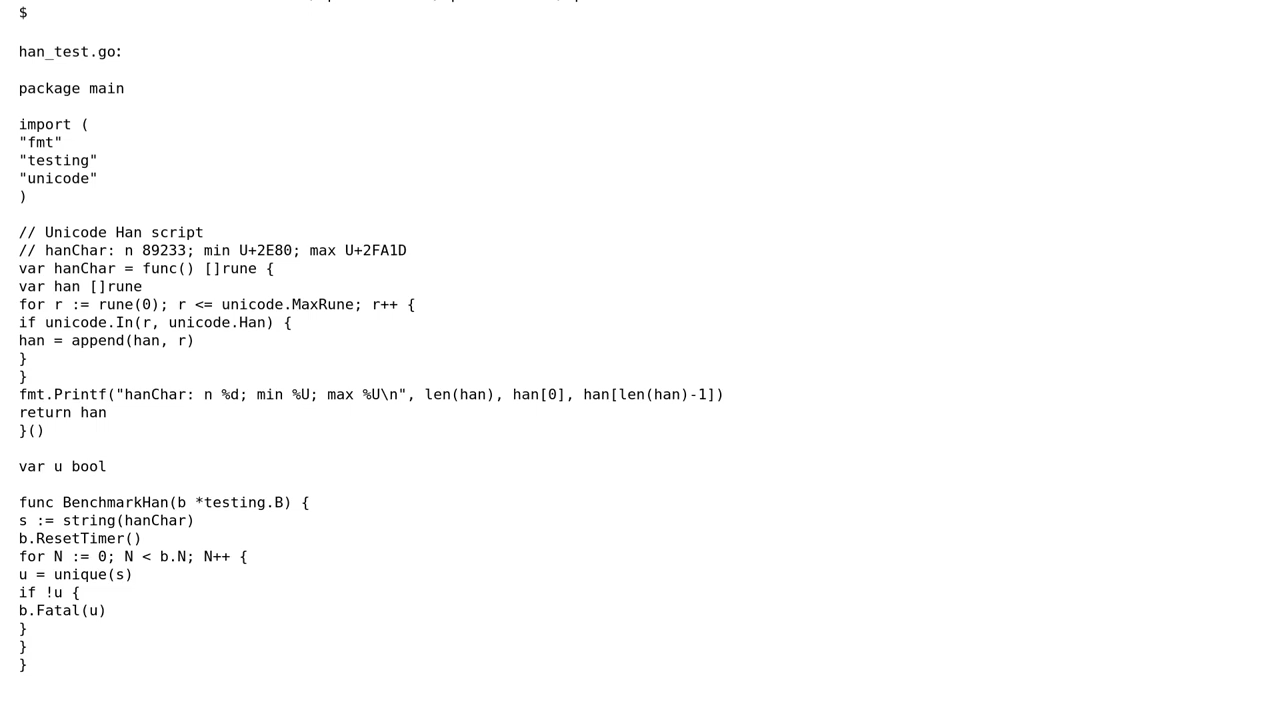 $
han_test.go:
package main
import (
"fmt"
"testing"
"unicode"
)
// Unicode Han script
// hanChar: n 89233; min U+2E80; max U+2FA1D
var hanChar = func() []rune {
var han []rune
for r := rune(0); r <= unicode.MaxRune; r++ {
if unicode.In(r, unicode.Han) {
han = append(han, r)
}
}
fmt.Printf("hanChar: n %d; min %U; max %U\n", len(han), han[0], han[len(han)-1])
return han
}()
var u bool
func BenchmarkHan(b *testing.B) {
s := string(hanChar)
b.ResetTimer()
for N := 0; N < b.N; N++ {
u = unique(s)
if !u {
b.Fatal(u)
}
}
}